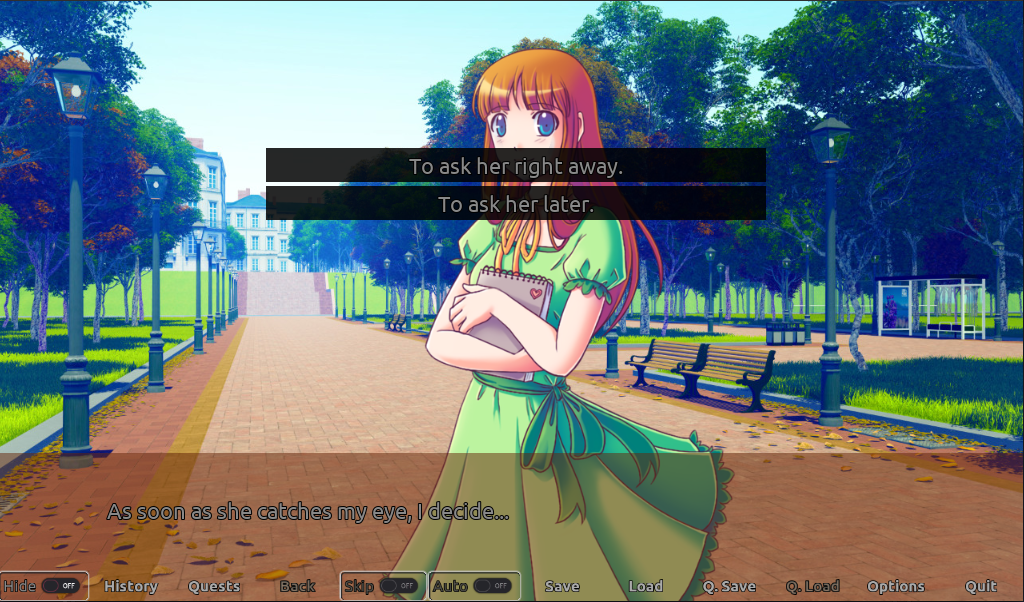 To ask her right away.
To ask her later.
As soon as she catches my eye, I decide...
Hide OFF History Quests Back Skip OFF Auto OFF Save Load Q. Save Q. Load Options Quit